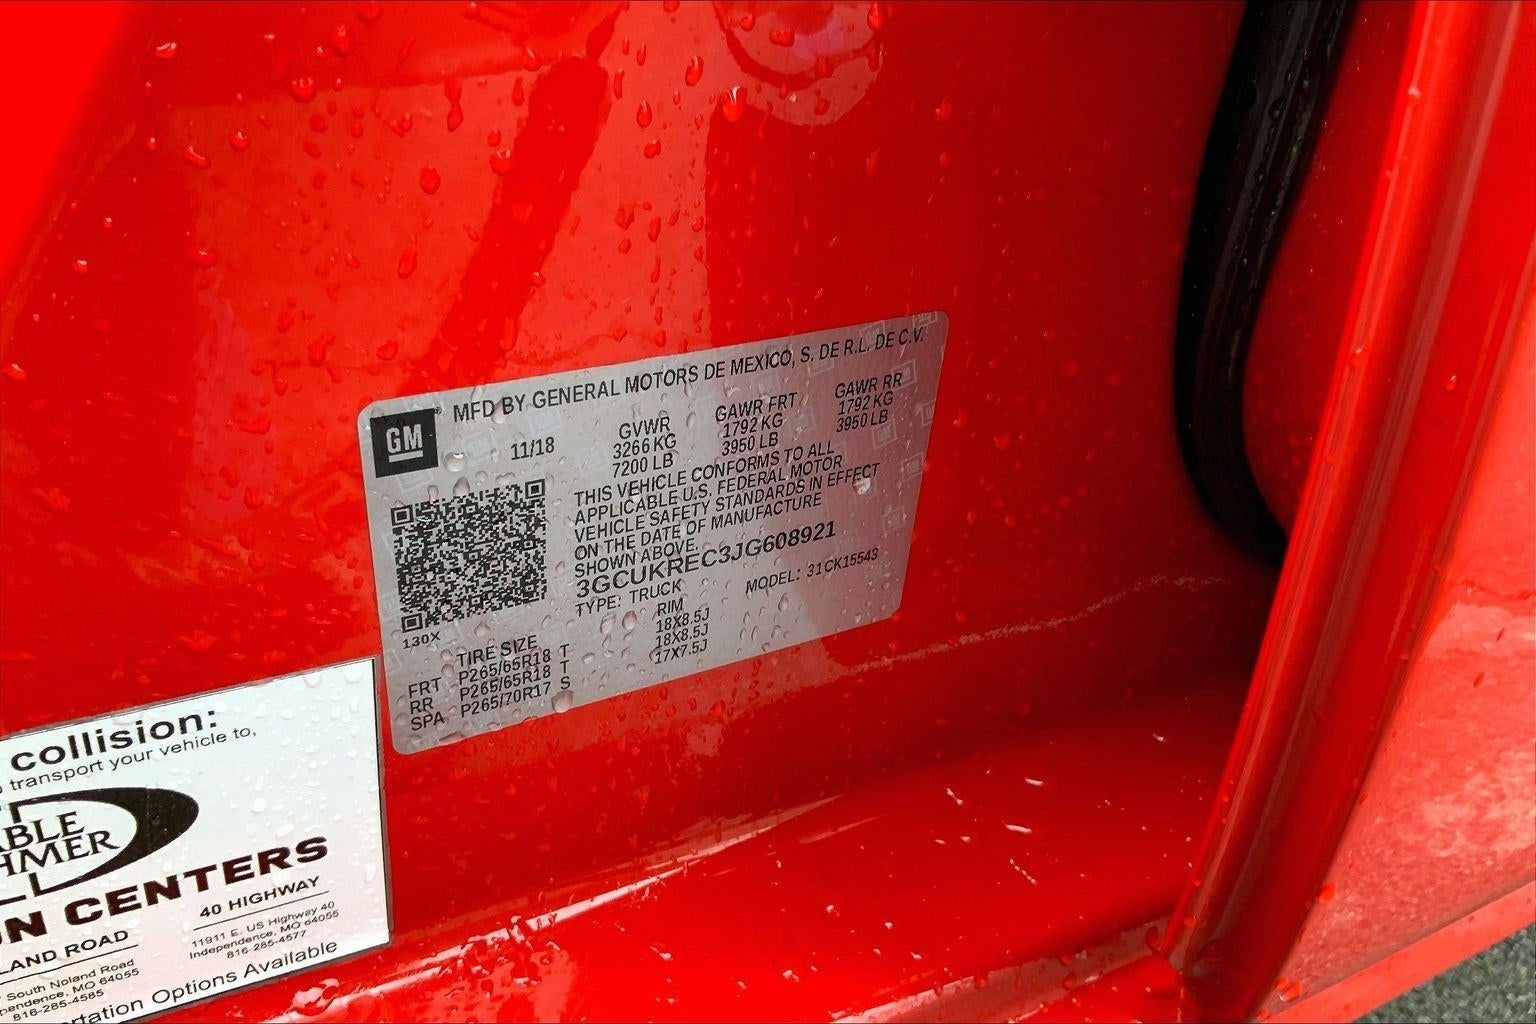 GM
MFD BY GENERAL MOTORS DE MEXICO, S. DE R.L. DE C.V.
11/18
GVWR
3266 KG
7200 LB
GAWR FRT
1792 KG
3950 LB
GAWR RR
1792 KG
3950 LB
THIS VEHICLE CONFORMS TO ALL
APPLICABLE U.S. FEDERAL MOTOR
VEHICLE SAFETY STANDARDS IN EFFECT
ON THE DATE OF MANUFACTURE
SHOWN ABOVE.
3GCUKREC3JG608921
TYPE: TRUCK
MODEL: 31CK15543
130X
TIRE SIZE RIM
FRT P265/65R18 T 18X8.5J
RR P265/65R18 T 18X8.5J
SPA P265/70R17 S 17X7.5J
collision:
transport your vehicle to,
ABLE
HMER
ON CENTERS
LAND ROAD
South Noland Road
pendence, MO 64055
816-285-4585
40 HIGHWAY
11911 E. US Highway 40
Independence, MO 64055
816-285-4577
rtation Options Available